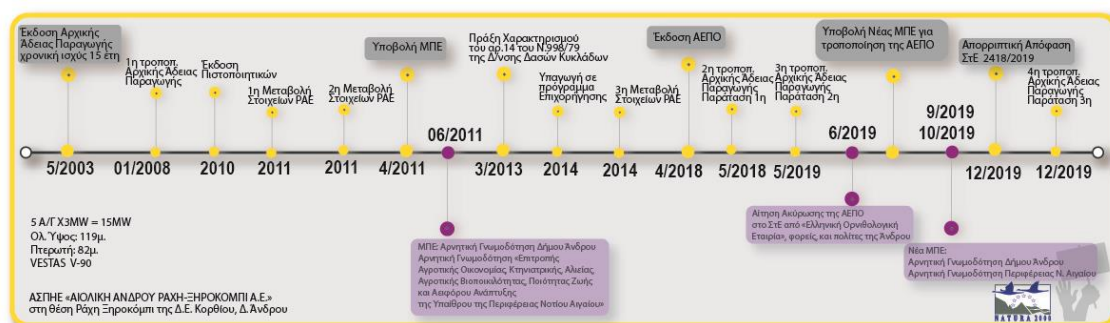 Έκδοση Αρχικής
Άδειας Παραγωγής
χρονική ισχύς 15 έτη
1η τροποπ.
Αρχικής Άδειας
Παραγωγής
Έκδοση
Πιστοποιητικών
1η Μεταβολή
Στοιχείων ΡΑΕ
2η Μεταβολή
Στοιχείων ΡΑΕ
Υποβολή ΜΠΕ
Πράξη Χαρακτηρισμού
του αρ.14 του Ν.998/79
της Δ/νσης Δασών Κυκλάδων
Υπαγωγή σε
πρόγραμμα
Επιχορήγησης
3η Μεταβολή
Στοιχείων ΡΑΕ
Έκδοση ΑΕΠΟ
2η τροποπ.
Αρχικής Άδειας
Παραγωγής
Παράταση 1η
3η τροποπ.
Αρχικής Άδειας
Παραγωγής
Παράταση 2η
Υποβολή Νέας ΜΠΕ για
τροποποίηση της ΑΕΠΟ
Απορριπτική Απόφαση
ΣτΕ 2418/2019
4η τροποπ.
Αρχικής Άδειας
Παραγωγής
Παράταση 3η
5/2003
01/2008
2010
2011
2011
4/2011
06/2011
3/2013
2014
2014
4/2018
5/2018
5/2019
6/2019
9/2019
10/2019
12/2019
12/2019
5 Α/Γ Χ3MW = 15MW
Ολ. Ύψος: 119μ.
Πτερωτή: 82μ.
VESTAS V-90
ΑΣΠΗΕ «ΑΙΟΛΙΚΗ ΑΝΔΡΟΥ ΡΑΧΗ-ΞΗΡΟΚΟΜΠΙ Α.Ε.»
στη θέση Ράχη Ξηροκόμπι της Δ.Ε. Κορθίου, Δ. Άνδρου
ΜΠΕ: Αρνητική Γνωμοδότηση Δήμου Άνδρου
Αρνητική Γνωμοδότηση «Επιτροπής
Αγροτικής Οικονομίας, Κτηνιατρικής, Αλιείας,
Αγροτικής Βιοποικιλότητας, Ποιότητας Ζωής
και Αειφόρου Ανάπτυξης
της Υπαίθρου της Περιφέρειας Νοτίου Αιγαίου»
Αίτηση Ακύρωσης της ΑΕΠΟ
στο ΣτΕ από «Ελληνική Ορνιθολογική
Εταιρία», φορείς, και πολίτες της Άνδρου
Νέα ΜΠΕ:
Αρνητική Γνωμοδότηση Δήμου Άνδρου
Αρνητική Γνωμοδότηση Περιφέρειας Ν. Αιγαίου
NATURA 2000